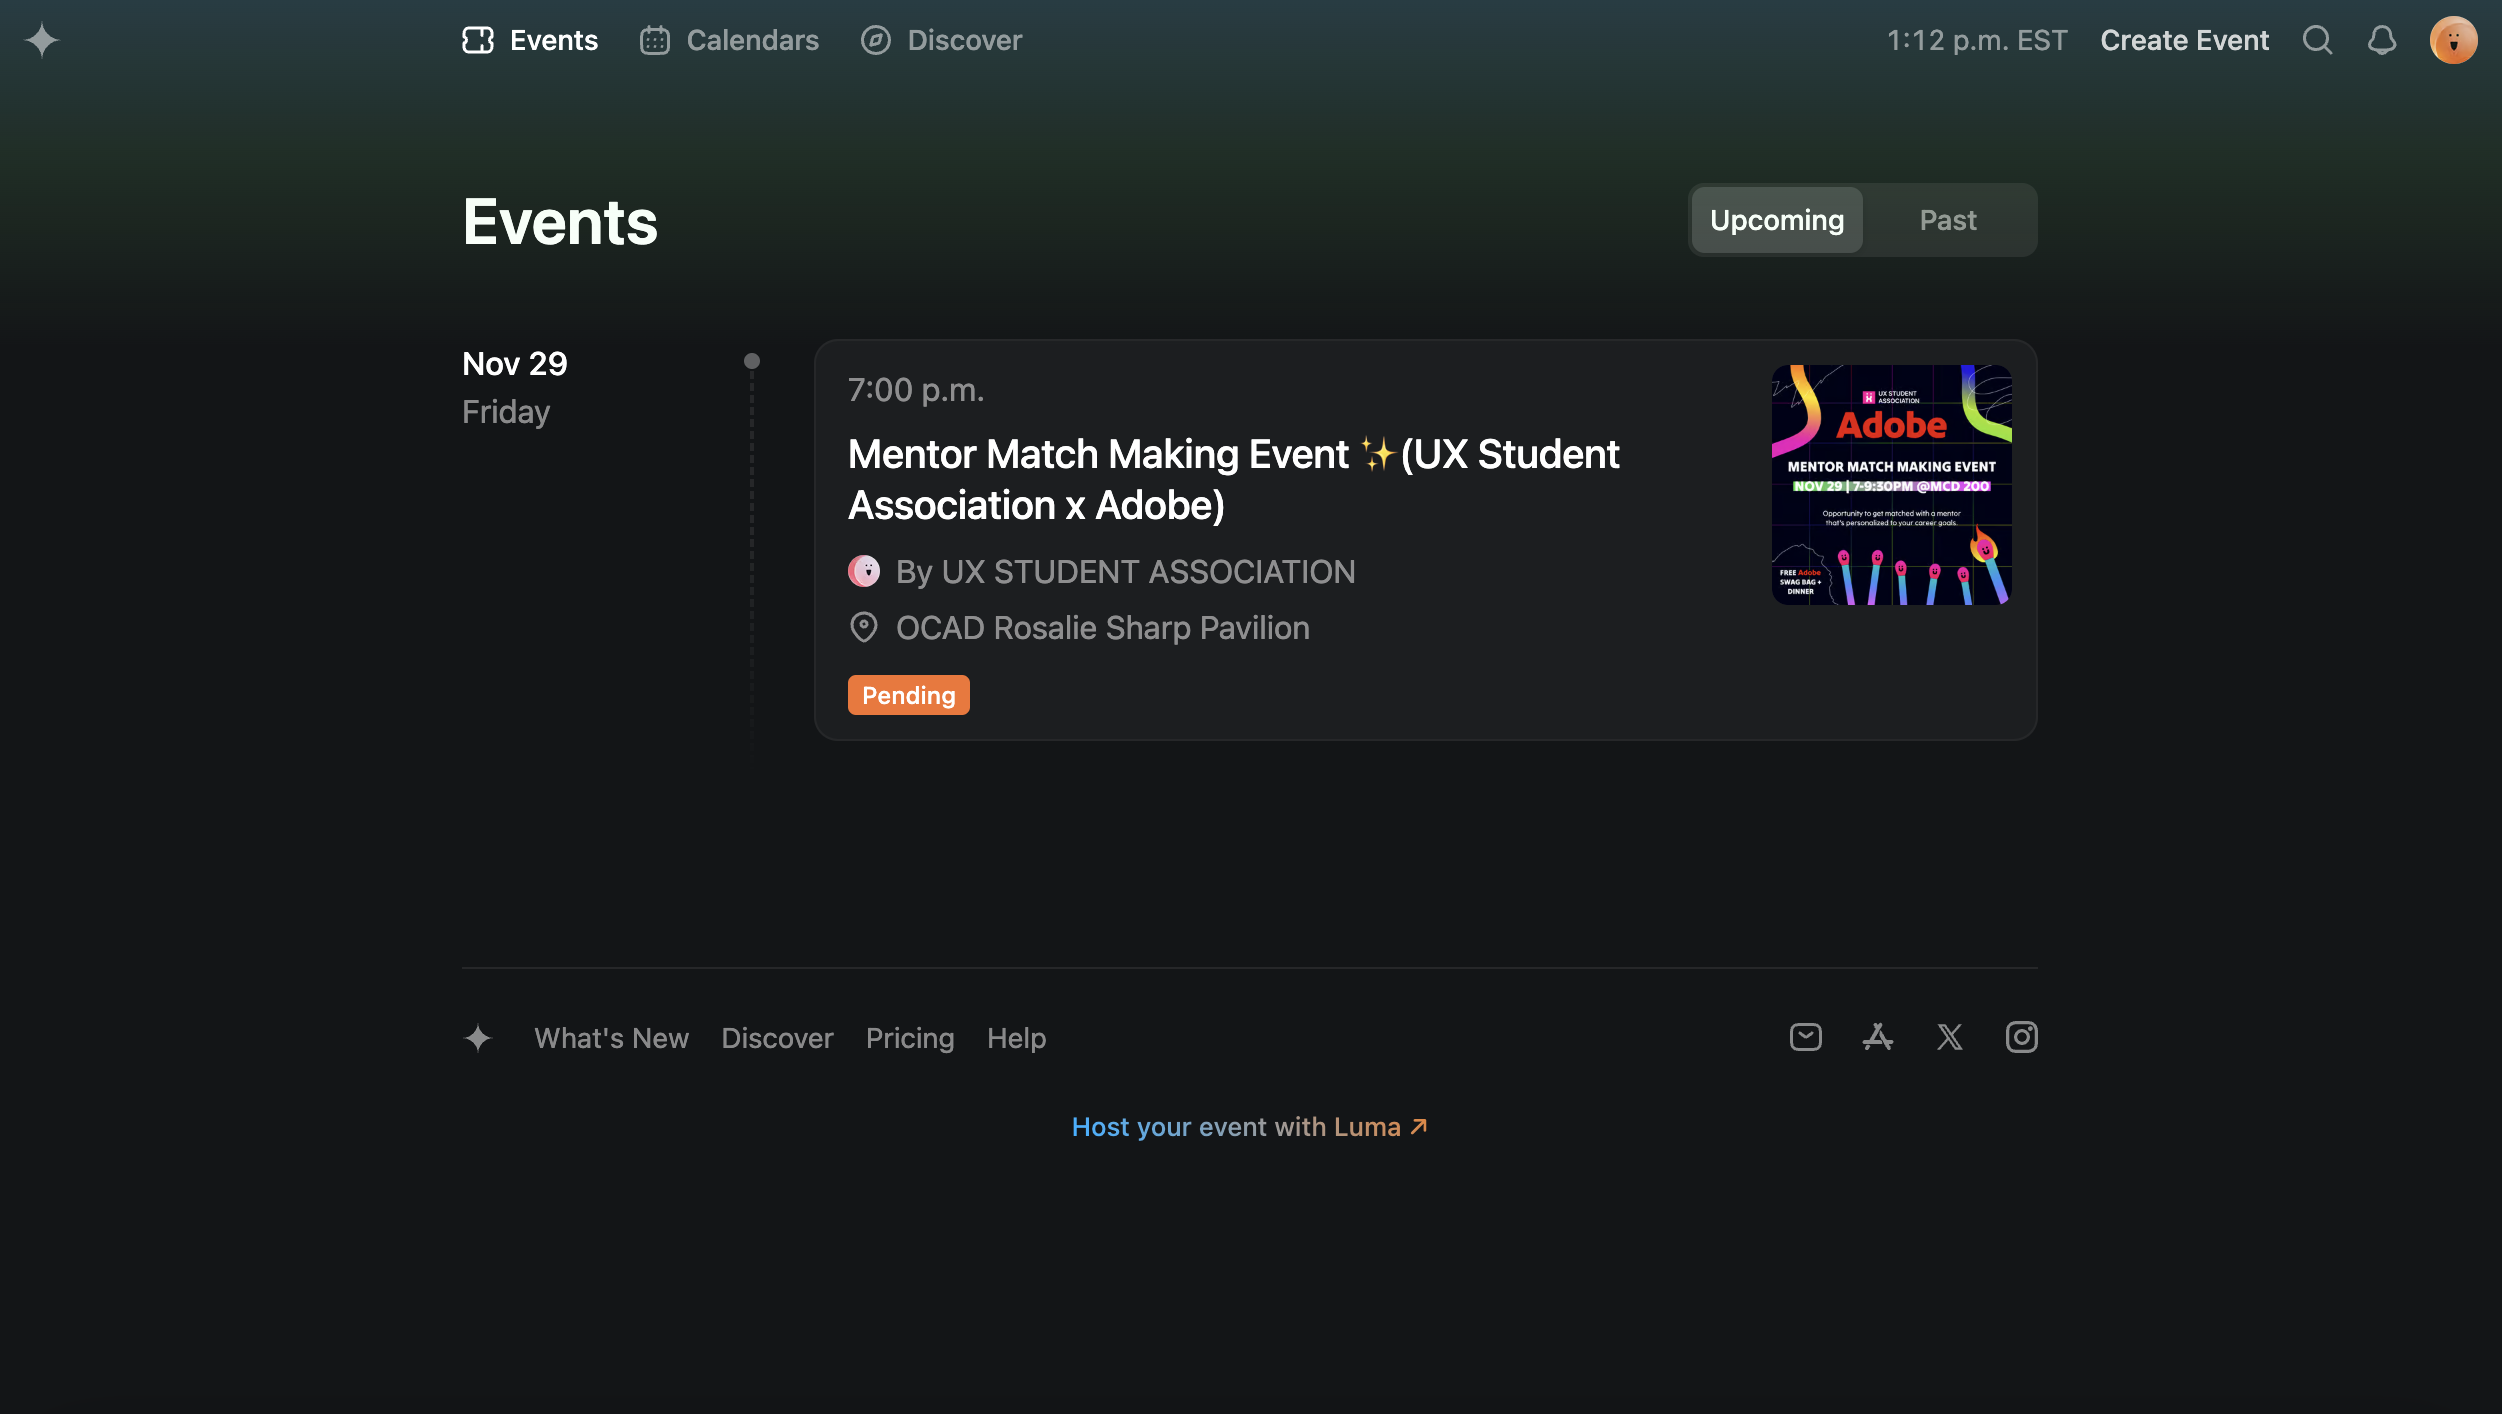 Events
Calendars
Discover
1:12 p.m. EST
Create Event
Events
Upcoming
Past
Nov 29
Friday
7:00 p.m.
Mentor Match Making Event ✨(UX Student
Association x Adobe)
By UX STUDENT ASSOCIATION
OCAD Rosalie Sharp Pavilion
Pending
UX STUDENT
ASSOCIATION
Adobe
MENTOR MATCH MAKING EVENT
NOV 29 | 7-9:30PM @MCD 200
Opportunity to get matched with a mentor
that's personalized to your career goals.
FREE Adobe
SWAG BAG +
DINNER
What's New
Discover
Pricing
Help
Host your event with Luma ↗